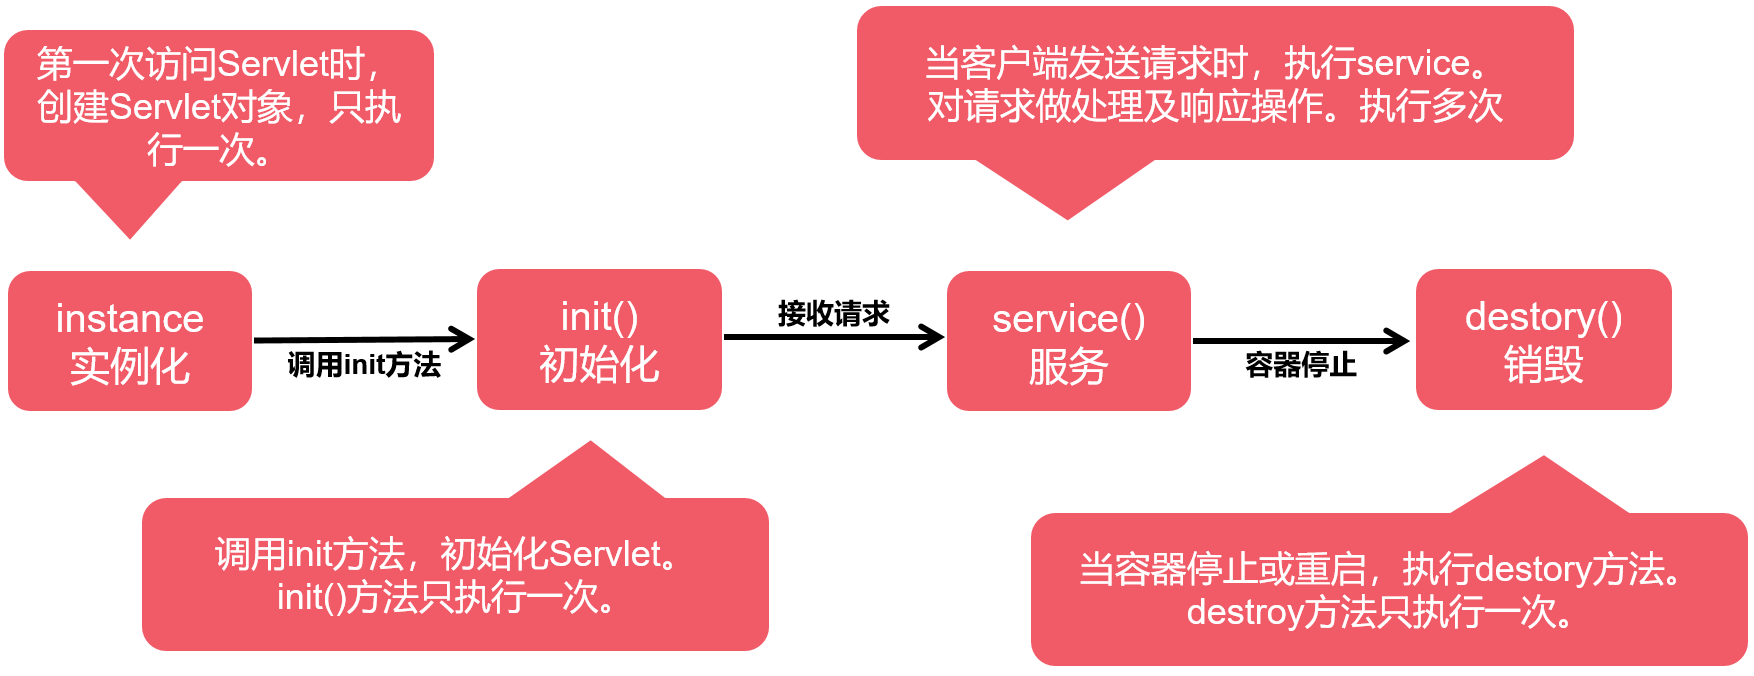 第一次访问Servlet时，
创建Servlet对象，只执
行一次。
当客户端发送请求时，执行service。
对请求做处理及响应操作。执行多次
instance
实例化
调用init方法
init()
初始化
接收请求
service()
服务
容器停止
destory()
销毁
调用init方法，初始化Servlet。
init()方法只执行一次。
当容器停止或重启，执行destory方法。
destroy方法只执行一次。